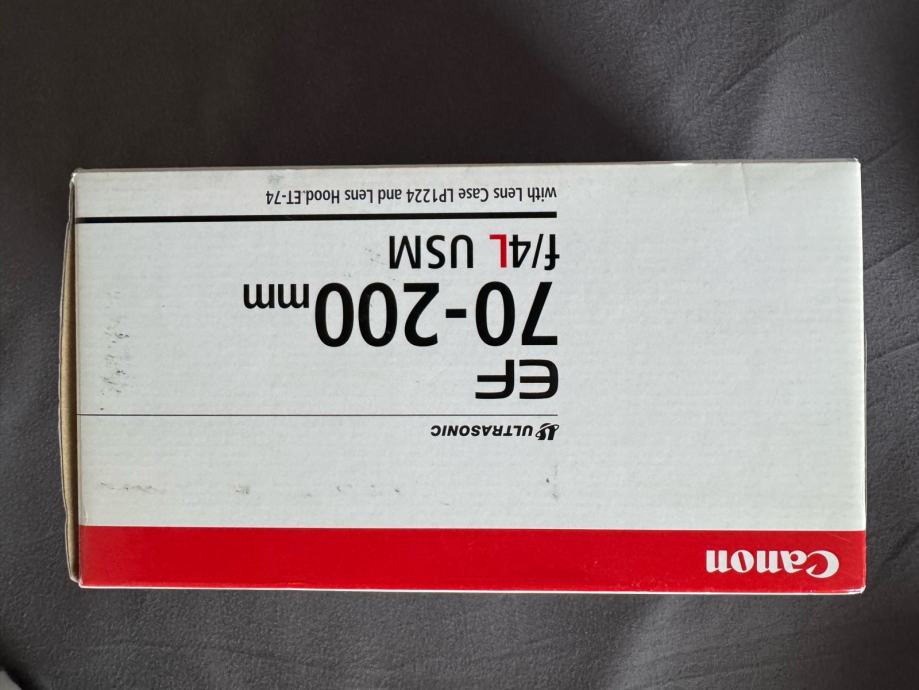 Canon
ULTRASONIC
EF
70-200mm
f/4L USM
with Lens Case LP1224 and Lens Hood.ET-74